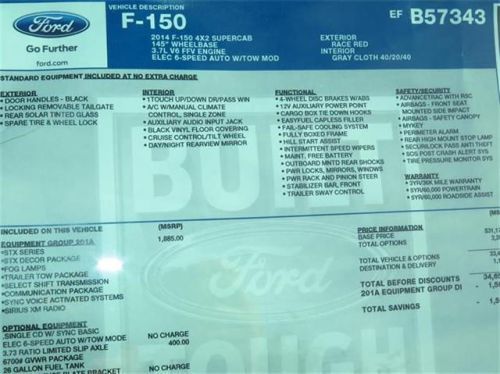 Ford
Go Further
ford.com
VEHICLE DESCRIPTION
F-150
2014 F-150 4X2 SUPERCAB
145" WHEELBASE
3.7L V6 FFV ENGINE
ELEC 6-SPEED AUTO W/TOW MOD
EXTERIOR
RACE RED
INTERIOR
GRAY CLOTH 40/20/40
EF B57343
STANDARD EQUIPMENT INCLUDED AT NO EXTRA CHARGE
EXTERIOR
• DOOR HANDLES - BLACK
• LOCKING REMOVABLE TAILGATE
• REAR SOLAR TINTED GLASS
• SPARE TIRE & WHEEL LOCK
INTERIOR
• 1TOUCH UP/DOWN DR/PASS WIN
• A/C W/MANUAL CLIMATE
CONTROL, SINGLE ZONE
• AUXILIARY AUDIO INPUT JACK
• BLACK VINYL FLOOR COVERING
• CRUISE CONTROL/TILT WHEEL
• DAY/NIGHT REARVIEW MIRROR
FUNCTIONAL
• 4-WHEEL DISC BRAKES W/ABS
• 12V AUXILIARY POWER POINT
• CARGO BOX TIE DOWN HOOKS
• EASYFUEL CAPLESS FILLER
• FAIL-SAFE COOLING SYSTEM
• FULLY BOXED FRAME
• HILL START ASSIST
• INTERMITTENT SPEED WIPERS
• MAINT. FREE BATTERY
• OUTBOARD MNTD REAR SHOCKS
• PWR LOCKS, MIRRORS, WINDWS
• PWR RACK AND PINION STEER
• STABILIZER BAR, FRONT
• TRAILER SWAY CONTROL
SAFETY/SECURITY
• ADVANCETRAC WITH RSC
• AIRBAGS - FRONT SEAT
MOUNTED SIDE IMPACT
• AIRBAGS - SAFETY CANOPY
• MYKEY
• PERIMETER ALARM
• REAR HIGH MOUNT STOP LAMP
• SECURILOCK PASS ANTI THEFT
• SOS POST CRASH ALERT SYS
• TIRE PRESSURE MONITOR SYS
WARRANTY
• 3YR/36K MILE WARRANTY
• 5YR/60,000 POWERTRAIN
• 5YR/60,000 ROADSIDE ASSIST
BUILT
Ford
TOUGH
INCLUDED ON THIS VEHICLE
(MSRP)
EQUIPMENT GROUP 201A
1,885.00
• STX SERIES
• STX DECOR PACKAGE
• FOG LAMPS
• TRAILER TOW PACKAGE
• SELECT SHIFT TRANSMISSION
• COMMUNICATION PACKAGE
• SYNC VOICE ACTIVATED SYSTEMS
• SIRIUS XM RADIO
OPTIONAL EQUIPMENT
.SINGLE CD W/ SYNC BASIC
NO CHARGE
ELEC 6-SPEED AUTO W/TOW MODE
3.73 RATIO LIMITED SLIP AXLE
400.00
6700# GVWR PACKAGE
26 GALLON FUEL TANK
NO CHARGE
PLATE BRACKET
NO CHARGE
(MSRP)
PRICE INFORMATION
BASE PRICE
TOTAL OPTIONS
TOTAL VEHICLE & OPTIONS
DESTINATION & DELIVERY
TOTAL BEFORE DISCOUNTS
201A EQUIPMENT GROUP DI
TOTAL SAVINGS